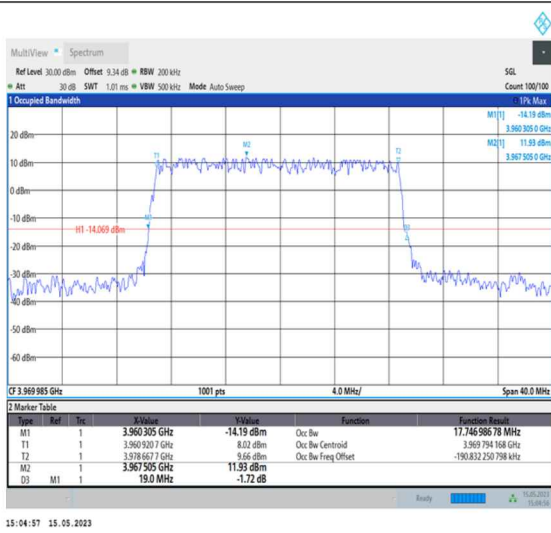 MultiView Spectrum
Ref Level 30.00 dBm Offset 9.34 dB RBW 200 kHz SGL
Att 30 dB SWT 1.01 ms VBW 500 kHz Mode Auto Sweep Count 100/100
1 Occupied Bandwidth 1Pk Max
M1[1] -14.19 dBm
3.960 305 0 GHz
M2[1] 11.93 dBm
3.967 505 0 GHz
20 dBm
T1 M2 T2
10 dBm
0 dBm
-10 dBm
M1
H1 -14.069 dBm
-30 dBm
-40 dBm
-50 dBm
-60 dBm
CF 3.969 985 GHz 1001 pts 4.0 MHz/ Span 40.0 MHz
2 Marker Table
Type Ref Trc X-Value Y-Value Function Function Result
M1 1 3.960 305 GHz -14.19 dBm Occ Bw 17.746 986 78 MHz
T1 1 3.960 920 7 GHz 8.02 dBm Occ Bw Centroid 3.969 794 168 GHz
T2 1 3.978 667 7 GHz 9.66 dBm Occ Bw Freq Offset -190.832 250 798 kHz
M2 1 3.967 505 GHz 11.93 dBm
D3 M1 1 19.0 MHz -1.72 dB
Ready 15.05.2023
15:04:56
15:04:57 15.05.2023